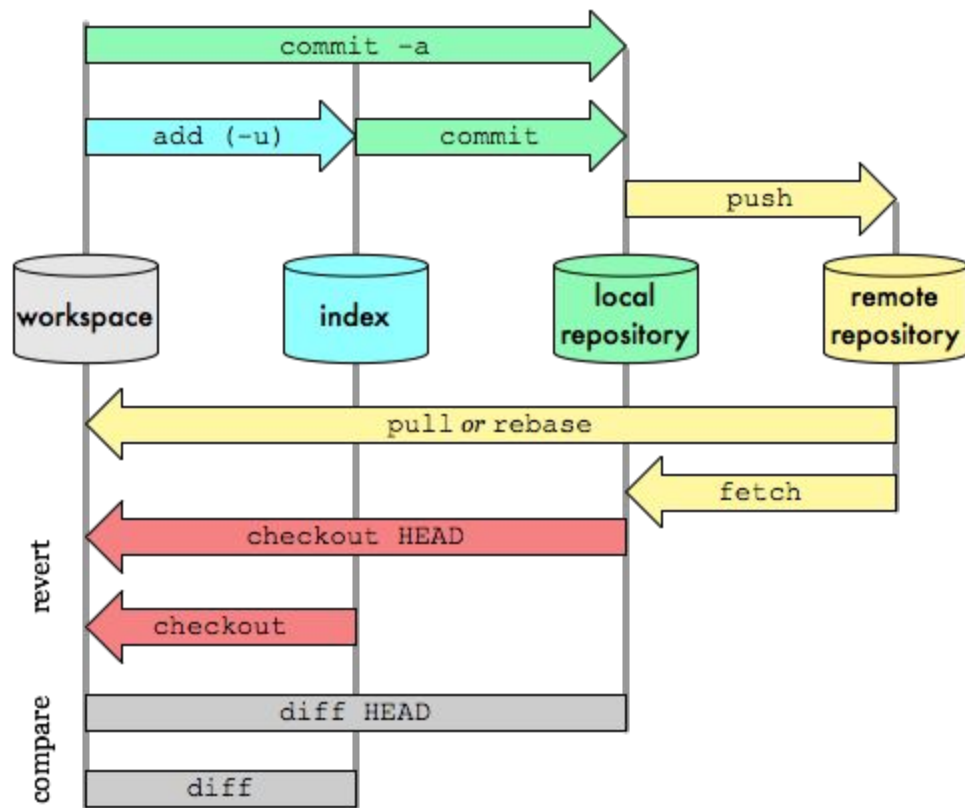 commit -a
add (-u)
commit
push
workspace
index
local
repository
remote
repository
pull or rebase
fetch
revert
checkout HEAD
checkout
compare
diff HEAD
diff